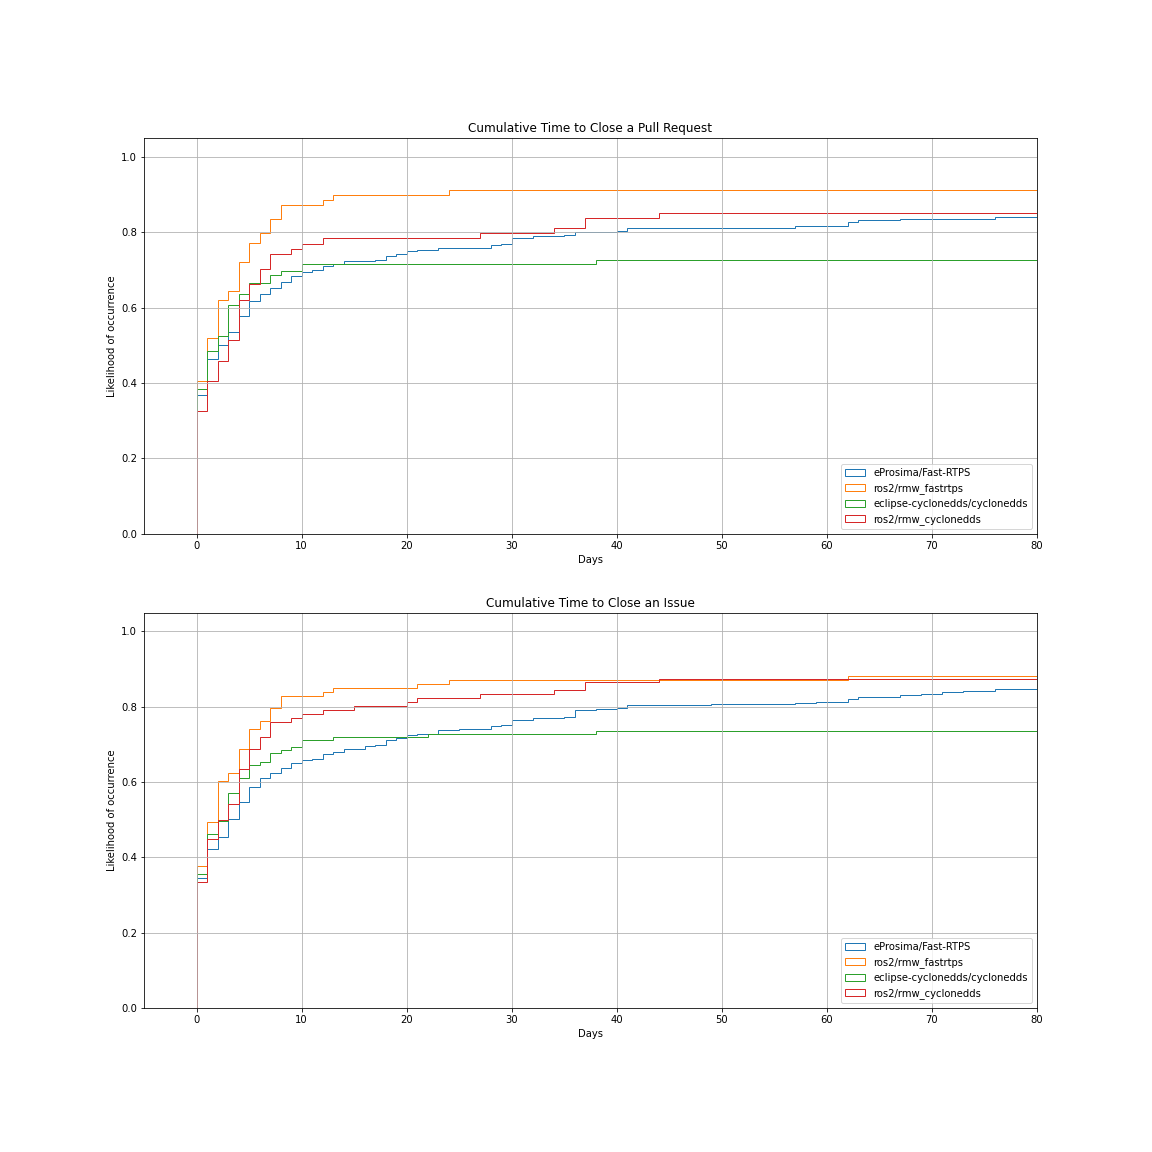 Cumulative Time to Close a Pull Request
1.0
0.8
0.6
0.4
0.2
0.0
Likelihood of occurrence
0 10 20 30 40 50 60 70 80
Days
eProsima/Fast-RTPS
ros2/rmw_fastrtps
eclipse-cyclonedds/cyclonedds
ros2/rmw_cyclonedds
Cumulative Time to Close an Issue
1.0
0.8
0.6
0.4
0.2
0.0
Likelihood of occurrence
0 10 20 30 40 50 60 70 80
Days
eProsima/Fast-RTPS
ros2/rmw_fastrtps
eclipse-cyclonedds/cyclonedds
ros2/rmw_cyclonedds